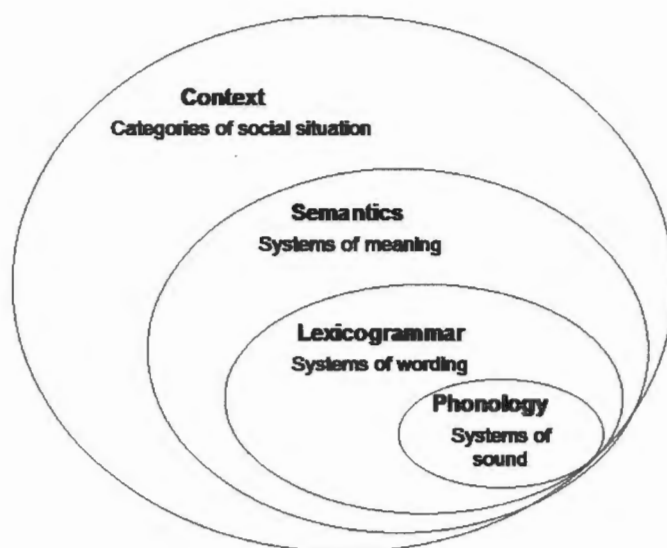 Context
Categories of social situation
Semantics
Systems of meaning
Lexicogrammar
Systems of wording
Phonology
Systems of
sound